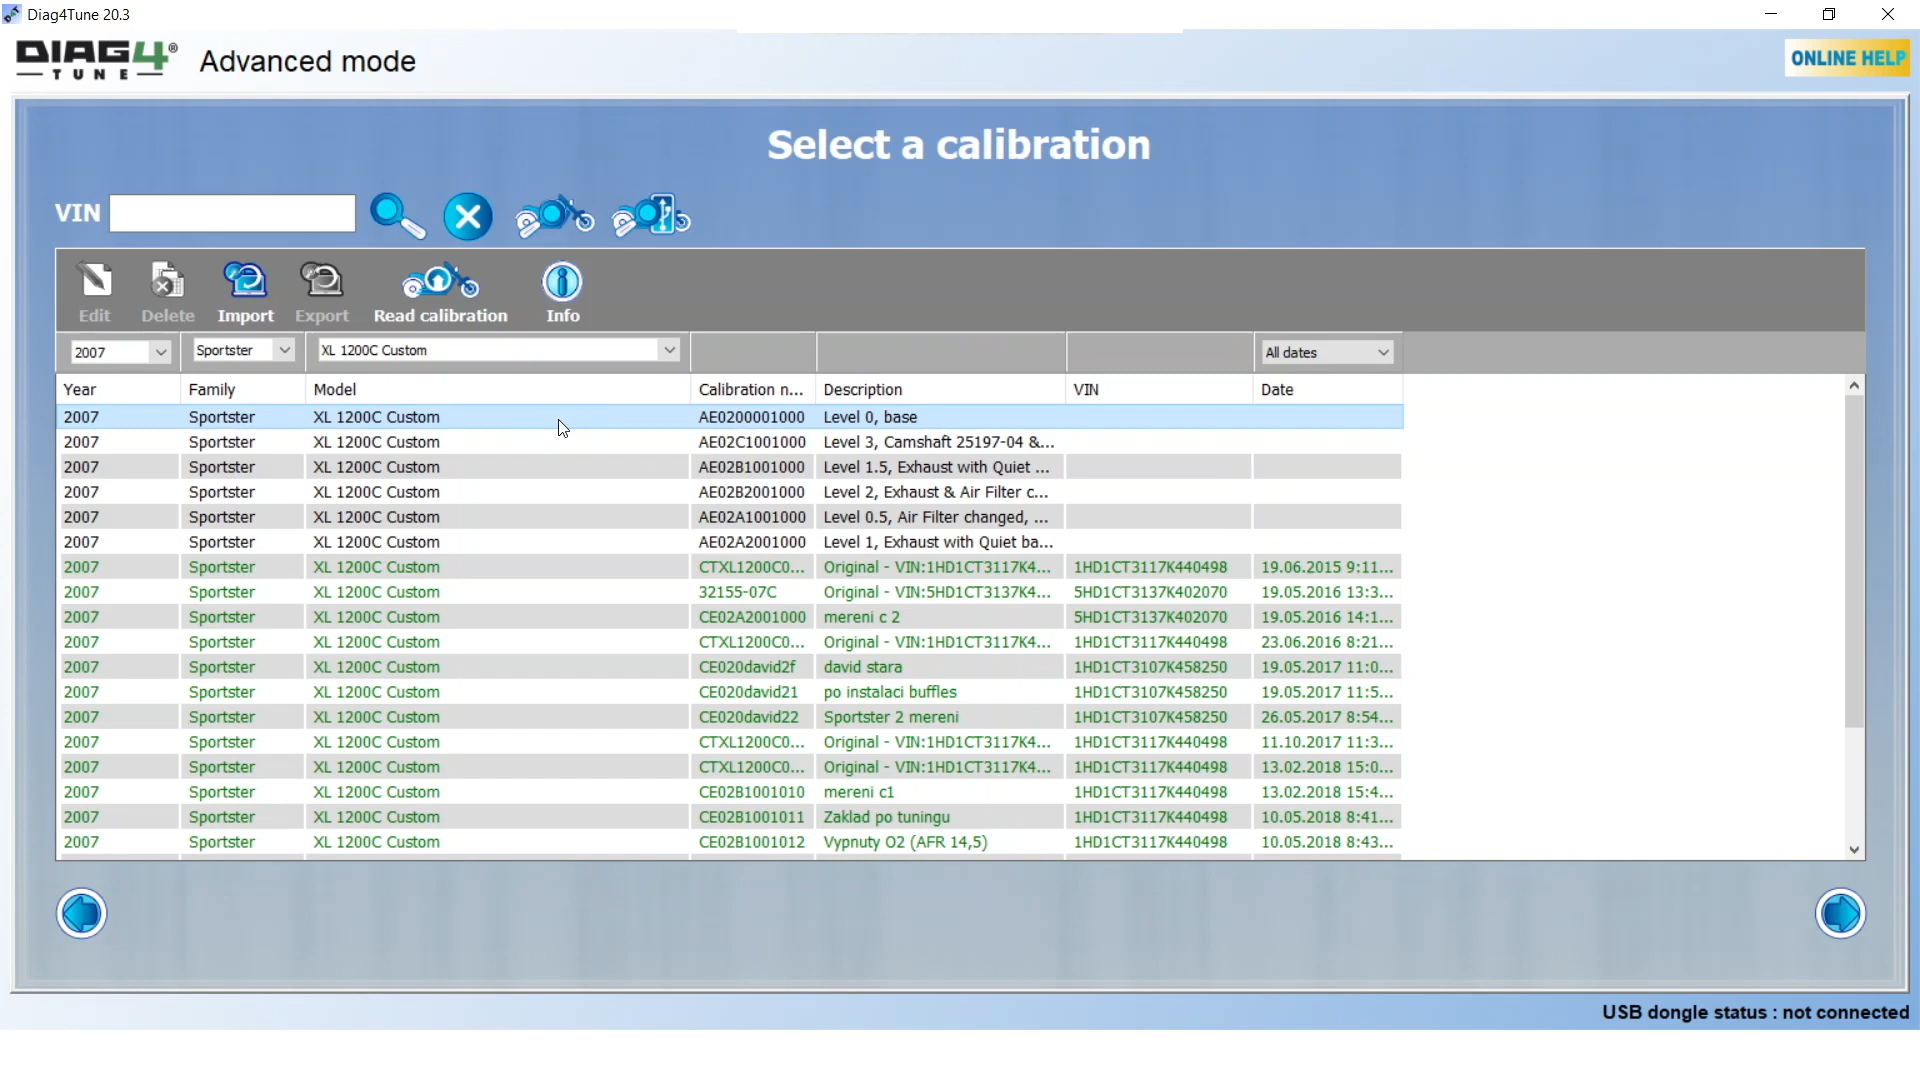 Diag4Tune 20.3
DIAG4® TUNE
Advanced mode
ONLINE HELP
Select a calibration
VIN
Edit Delete Import Export Read calibration Info
2007 Sportster XL 1200C Custom All dates
Year Family Model Calibration n... Description VIN Date
2007 Sportster XL 1200C Custom AE0200001000 Level 0, base
2007 Sportster XL 1200C Custom AE02C1001000 Level 3, Camshaft 25197-04 &...
2007 Sportster XL 1200C Custom AE02B1001000 Level 1.5, Exhaust with Quiet ...
2007 Sportster XL 1200C Custom AE02B2001000 Level 2, Exhaust & Air Filter c...
2007 Sportster XL 1200C Custom AE02A1001000 Level 0.5, Air Filter changed, ...
2007 Sportster XL 1200C Custom AE02A2001000 Level 1, Exhaust with Quiet ba...
2007 Sportster XL 1200C Custom CTXL1200C0... Original - VIN:1HD1CT3117K4... 1HD1CT3117K440498 19.06.2015 9:11...
2007 Sportster XL 1200C Custom 32155-07C Original - VIN:5HD1CT3137K4... 5HD1CT3137K402070 19.05.2016 13:3...
2007 Sportster XL 1200C Custom CE02A2001000 mereni c 2 5HD1CT3137K402070 19.05.2016 14:1...
2007 Sportster XL 1200C Custom CTXL1200C0... Original - VIN:1HD1CT3117K4... 1HD1CT3117K440498 23.06.2016 8:21...
2007 Sportster XL 1200C Custom CE020david2f david stara 1HD1CT3107K458250 19.05.2017 11:0...
2007 Sportster XL 1200C Custom CE020david21 po instalaci buffles 1HD1CT3107K458250 19.05.2017 11:5...
2007 Sportster XL 1200C Custom CE020david22 Sportster 2 mereni 1HD1CT3107K458250 26.05.2017 8:54...
2007 Sportster XL 1200C Custom CTXL1200C0... Original - VIN:1HD1CT3117K4... 1HD1CT3117K440498 11.10.2017 11:3...
2007 Sportster XL 1200C Custom CTXL1200C0... Original - VIN:1HD1CT3117K4... 1HD1CT3117K440498 13.02.2018 15:0...
2007 Sportster XL 1200C Custom CE02B1001010 mereni c1 1HD1CT3117K440498 13.02.2018 15:4...
2007 Sportster XL 1200C Custom CE02B1001011 Zaklad po tuningu 1HD1CT3117K440498 10.05.2018 8:41...
2007 Sportster XL 1200C Custom CE02B1001012 Vypnuty O2 (AFR 14,5) 1HD1CT3117K440498 10.05.2018 8:43...
USB dongle status : not connected